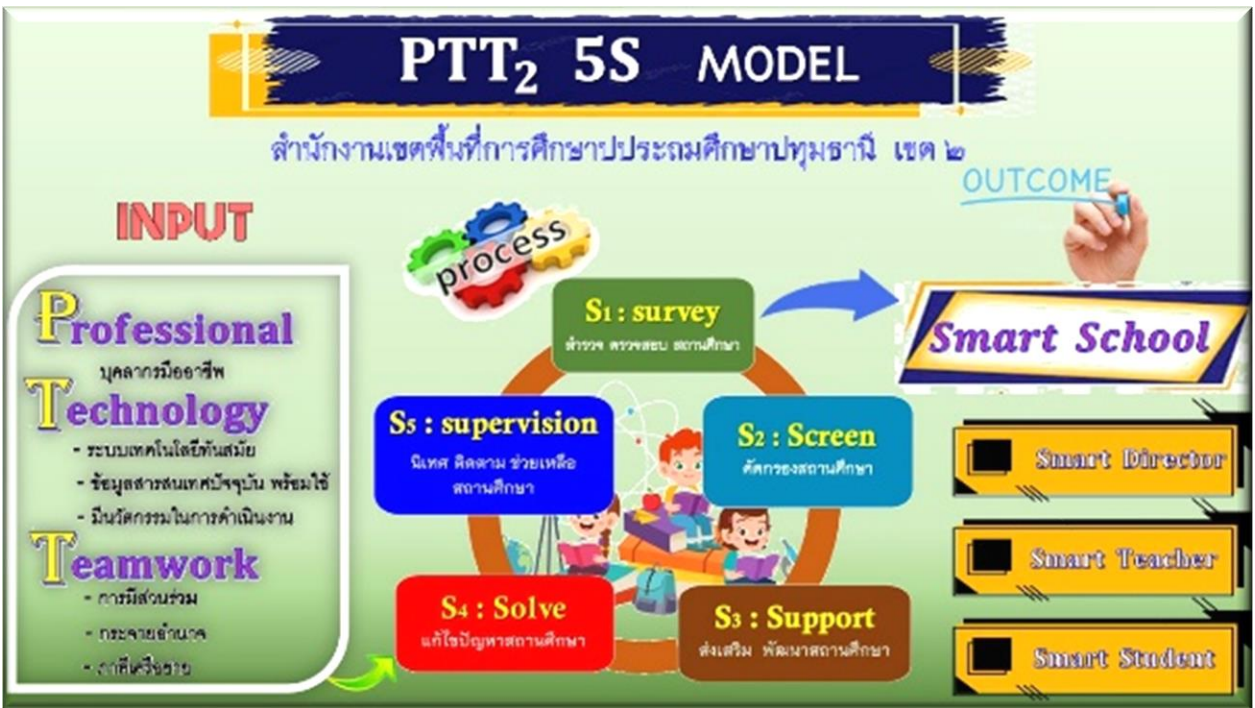 PTT₂ 5S MODEL
สำนักงานเขตพื้นที่การศึกษาประถมศึกษาปทุมธานี เขต ๒
INPUT
Professional
บุคลากรมืออาชีพ
Technology
- ระบบเทคโนโลยีทันสมัย
- ข้อมูลสารสนเทศปัจจุบัน พร้อมใช้
- มีนวัตกรรมในการดำเนินงาน
Teamwork
- การมีส่วนร่วม
- กระจายอำนาจ
- ภาคีเครือข่าย
process
S1 : survey
สำรวจ ตรวจสอบ สถานศึกษา
S2 : Screen
คัดกรองสถานศึกษา
S3 : Support
ส่งเสริม พัฒนาสถานศึกษา
S4 : Solve
แก้ไขปัญหาสถานศึกษา
S5 : supervision
นิเทศ ติดตาม ช่วยเหลือ
สถานศึกษา
OUTCOME
Smart School
Smart Director
Smart Teacher
Smart Student